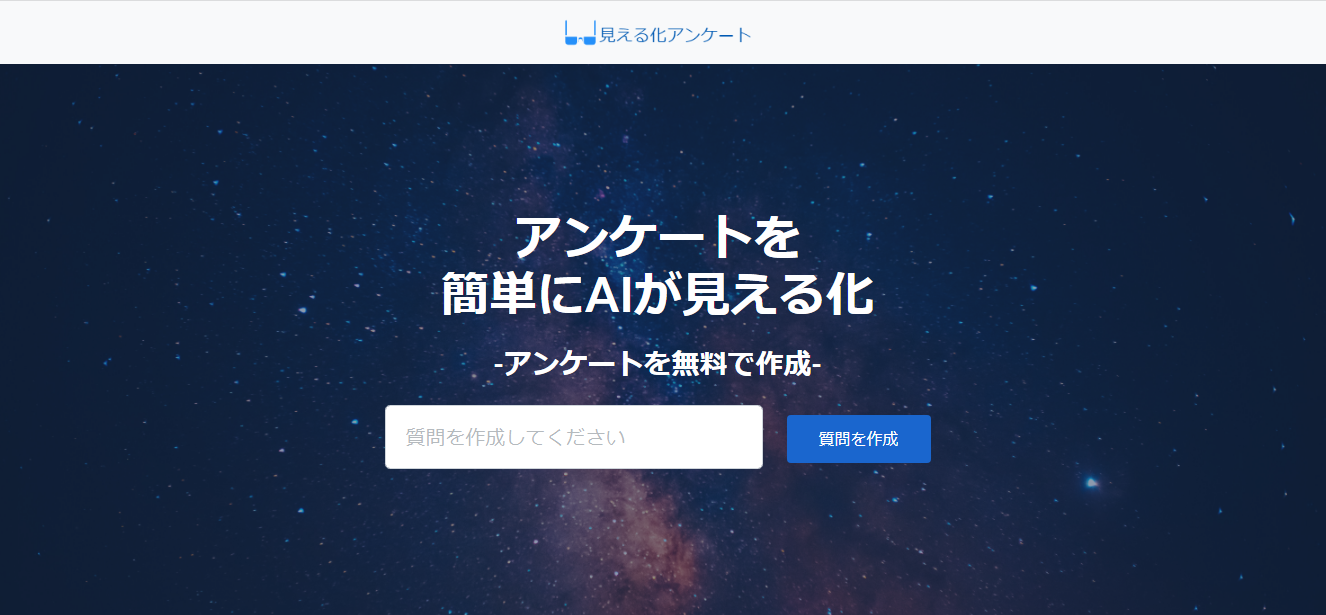 見える化アンケート
アンケートを
簡単にAIが見える化
-アンケートを無料で作成-
質問を作成してください
質問を作成